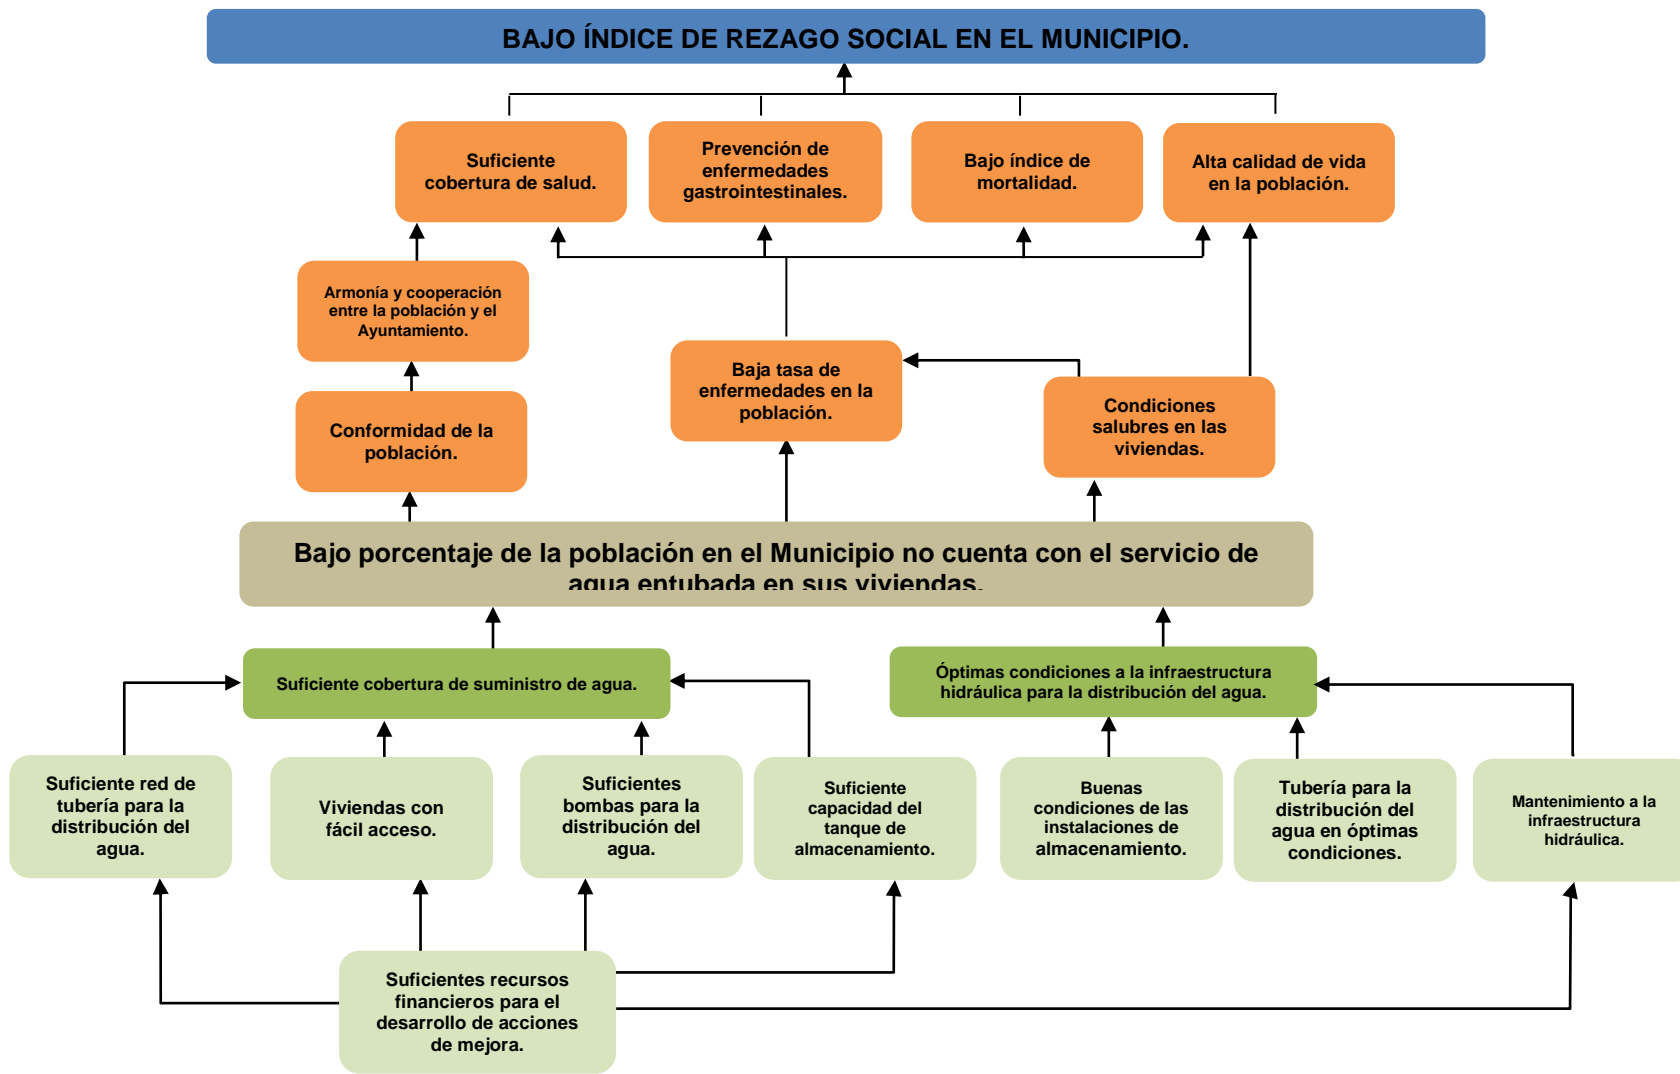 BAJO ÍNDICE DE REZAGO SOCIAL EN EL MUNICIPIO.
Suficiente
cobertura de salud.
Prevención de
enfermedades
gastrointestinales.
Bajo índice de
mortalidad.
Alta calidad de vida
en la población.
Armonía y cooperación
entre la población y el
Ayuntamiento.
Baja tasa de
enfermedades en la
población.
Conformidad de la
población.
Condiciones
salubres en las
viviendas.
Bajo porcentaje de la población en el Municipio no cuenta con el servicio de
agua entubada en sus viviendas.
Suficiente cobertura de suministro de agua.
Óptimas condiciones a la infraestructura
hidráulica para la distribución del agua.
Suficiente red de
tubería para la
distribución del
agua.
Viviendas con
fácil acceso.
Suficientes
bombas para la
distribución del
agua.
Suficiente
capacidad del
tanque de
almacenamiento.
Buenas
condiciones de las
instalaciones de
almacenamiento.
Tubería para la
distribución del
agua en óptimas
condiciones.
Mantenimiento a la
infraestructura
hidráulica.
Suficientes recursos
financieros para el
desarrollo de acciones
de mejora.